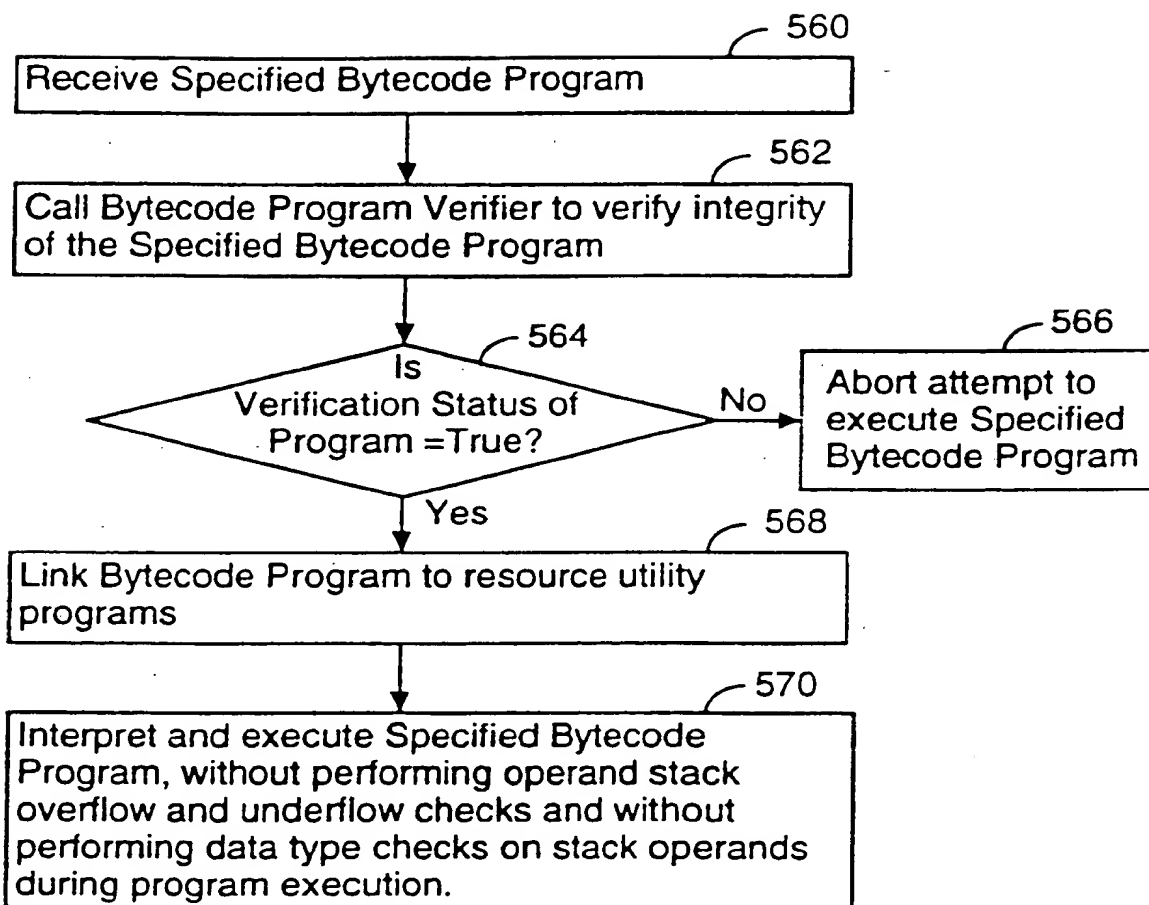 560
Receive Specified Bytecode Program
562
Call Bytecode Program Verifier to verify integrity
of the Specified Bytecode Program
564
Is
Verification Status of
Program =True?
No
566
Abort attempt to
execute Specified
Bytecode Program
Yes
568
Link Bytecode Program to resource utility
programs
570
Interpret and execute Specified Bytecode
Program, without performing operand stack
overflow and underflow checks and without
performing data type checks on stack operands
during program execution.